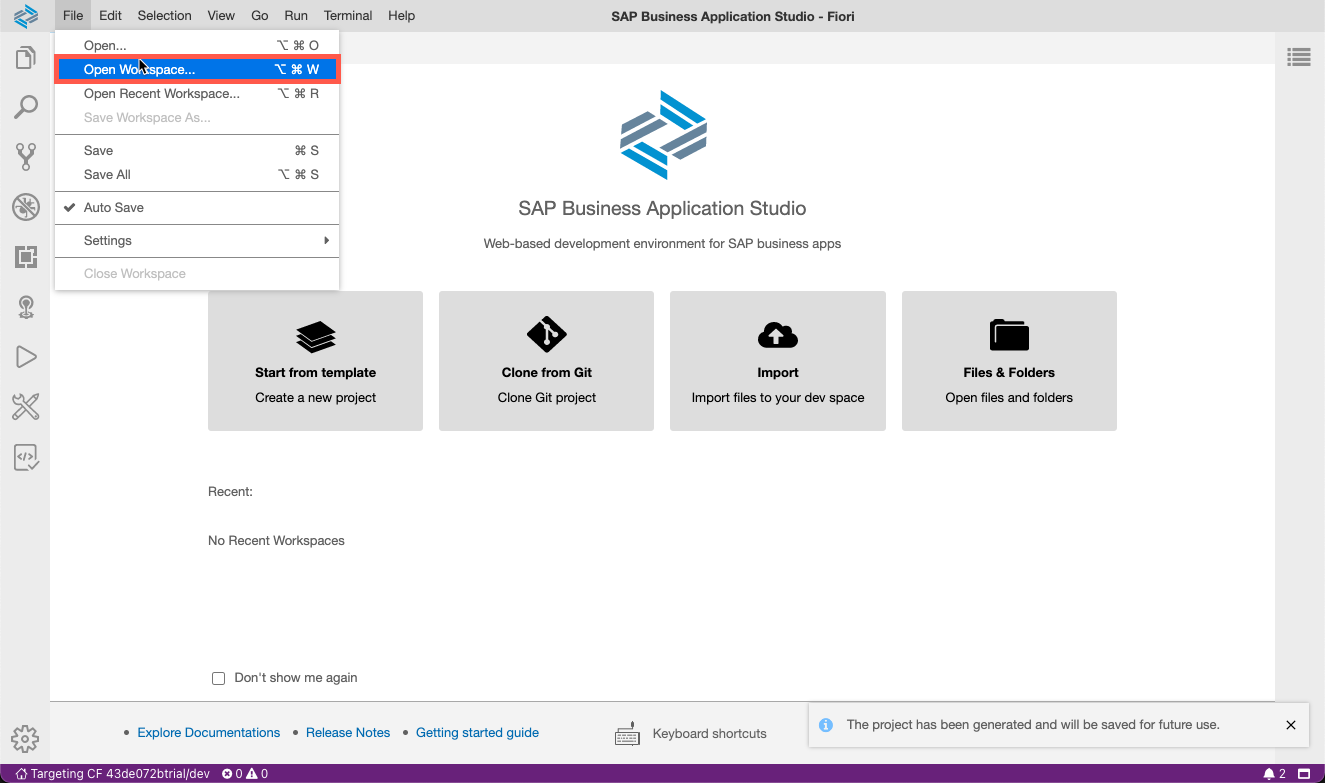 File Edit Selection View Go Run Terminal Help
SAP Business Application Studio - Fiori
Open... ⌥ ⌘ O
Open Workspace... ⌥ ⌘ W
Open Recent Workspace... ⌥ ⌘ R
Save Workspace As...
Save ⌘ S
Save All ⌥ ⌘ S
Auto Save
Settings
Close Workspace
SAP Business Application Studio
Web-based development environment for SAP business apps
Start from template
Create a new project
Clone from Git
Clone Git project
Import
Import files to your dev space
Files & Folders
Open files and folders
Recent:
No Recent Workspaces
Don't show me again
• Explore Documentations • Release Notes • Getting started guide
Keyboard shortcuts
The project has been generated and will be saved for future use.
Targeting CF 43de072btrial/dev 0 0
2